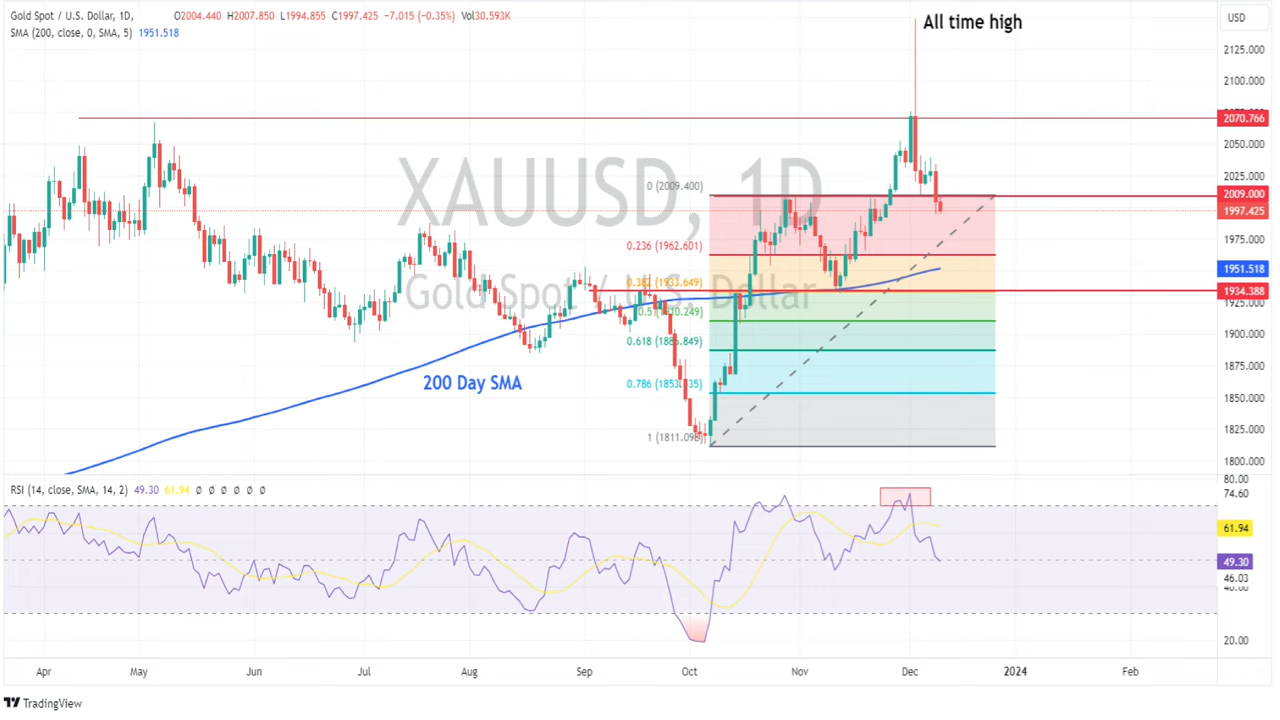 Gold Spot / U.S. Dollar, 1D, O2004.440 H2007.850 L1994.855 C1997.425 -7.015 (-0.35%) Vol30.593K
SMA (200, close, 0, SMA, 5) 1951.518
All time high
USD
2125.000
2100.000
2070.766
2050.000
2025.000
2009.000
1997.425
1975.000
1951.518
1934.388
1925.000
1900.000
1875.000
1850.000
1825.000
1800.000
XAUUSD, 1D
Gold Spot / U.S. Dollar
0 (2009.400)
0.236 (1962.601)
0.382 (1933.649)
0.618 (1886.849)
1 (1811.09
200 Day SMA
RSI (14, close, SMA, 14, 2) 49.30 61.94 Ø Ø Ø Ø Ø Ø
80.00
74.60
61.94
49.30
46.03
40.00
20.00
Apr May Jun Jul Aug Sep Oct Nov Dec 2024 Feb
TradingView